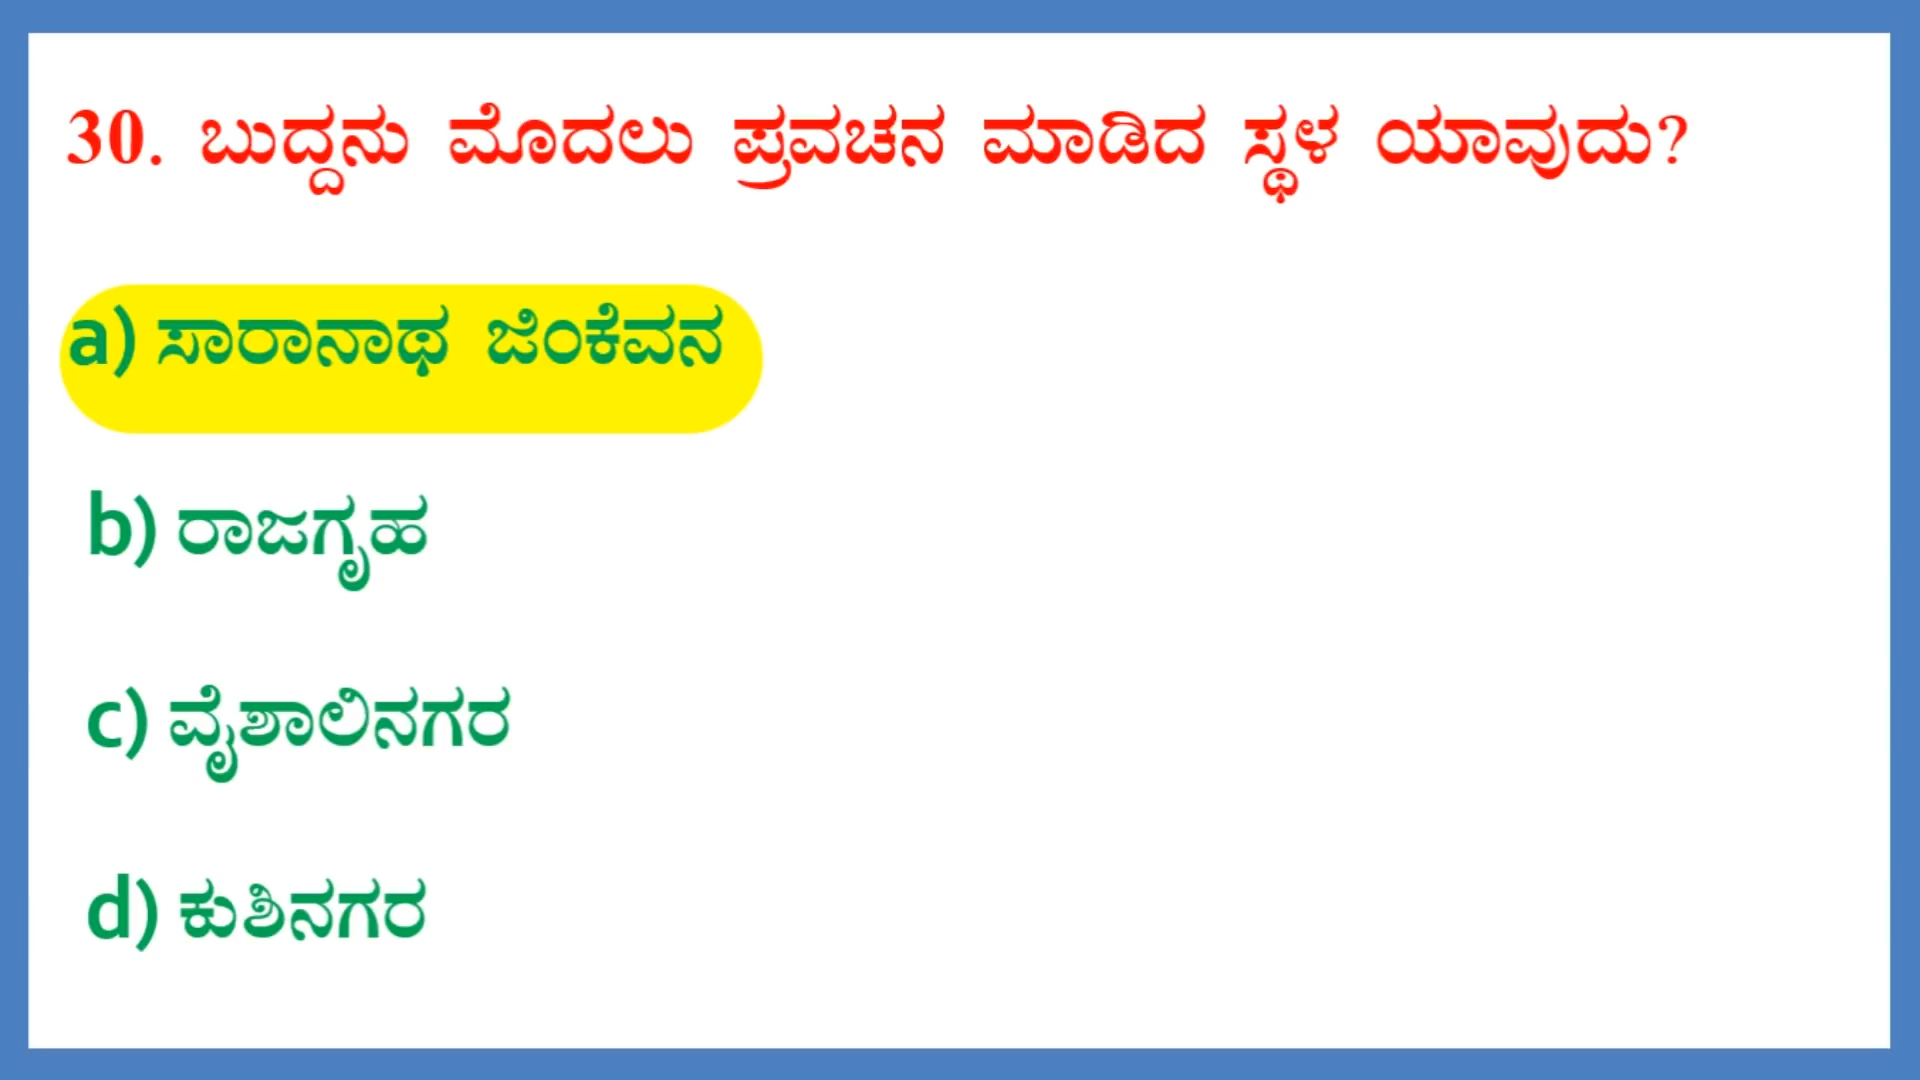 30. ಬುದ್ದನು ಮೊದಲು ಪ್ರವಚನ ಮಾಡಿದ ಸ್ಥಳ ಯಾವುದು?
a) ಸಾರಾನಾಥ ಜಿಂಕೆವನ
b) ರಾಜಗೃಹ
c) ವೈಶಾಲಿನಗರ
d) ಕುಶಿನಗರ